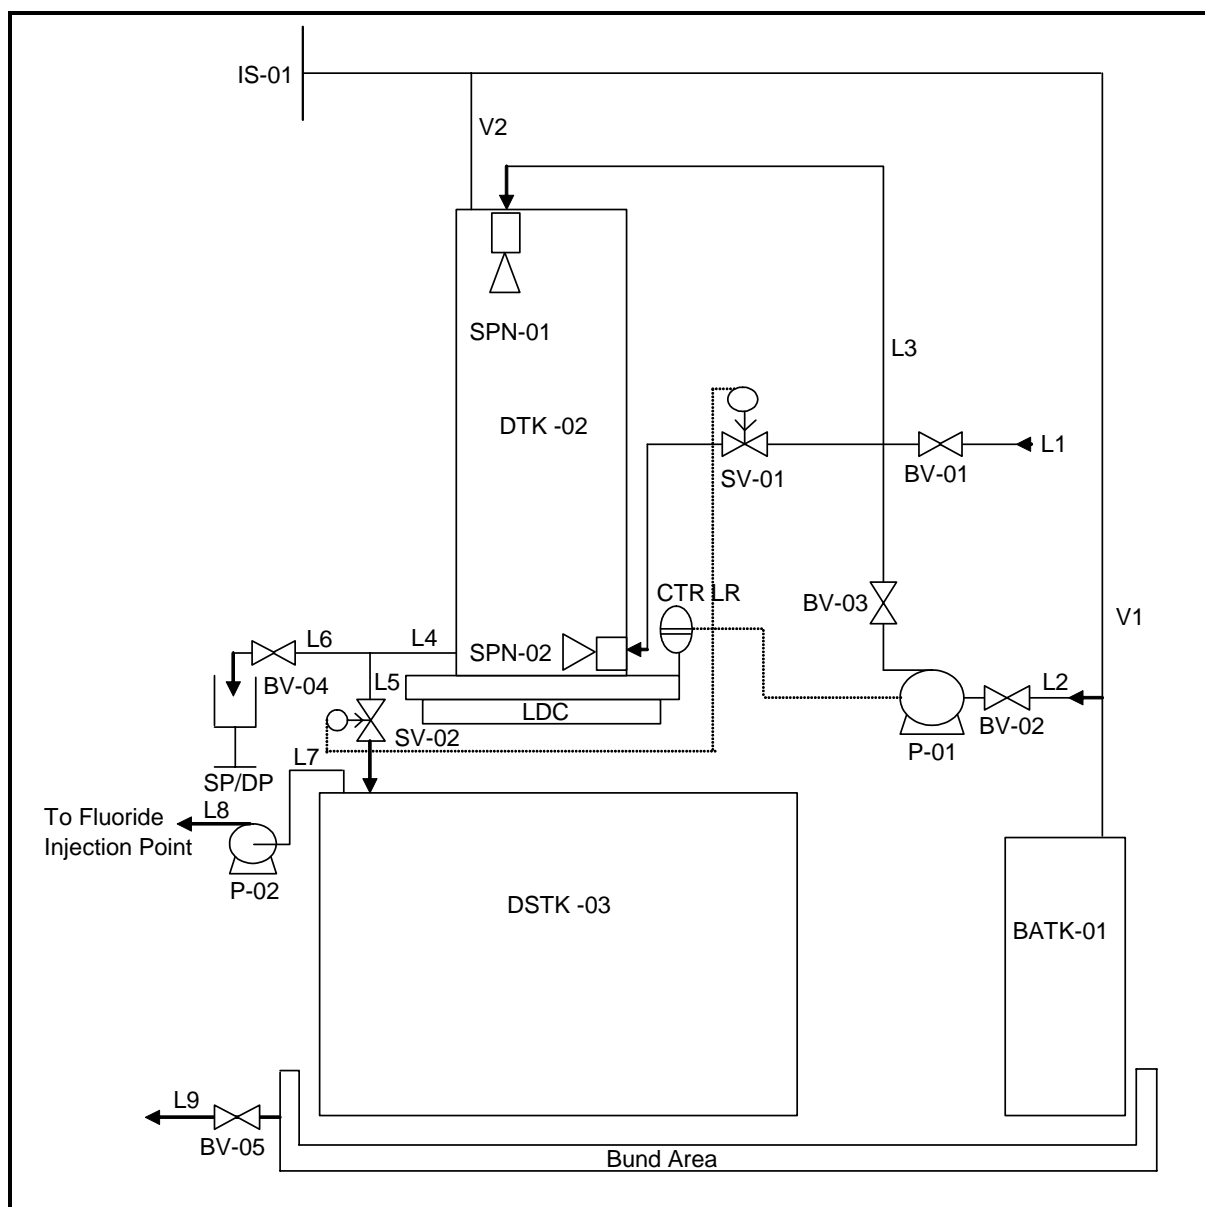 IS-01
V2
SPN-01
L3
DTK -02
L1
SV-01
BV-01
CTR LR
BV-03
V1
L6
L4
SPN-02
BV-04
L5
L2
LDC
BV-02
SV-02
P-01
L7
SP/DP
L8
To Fluoride
Injection Point
P-02
DSTK -03
BATK-01
L9
BV-05
Bund Area